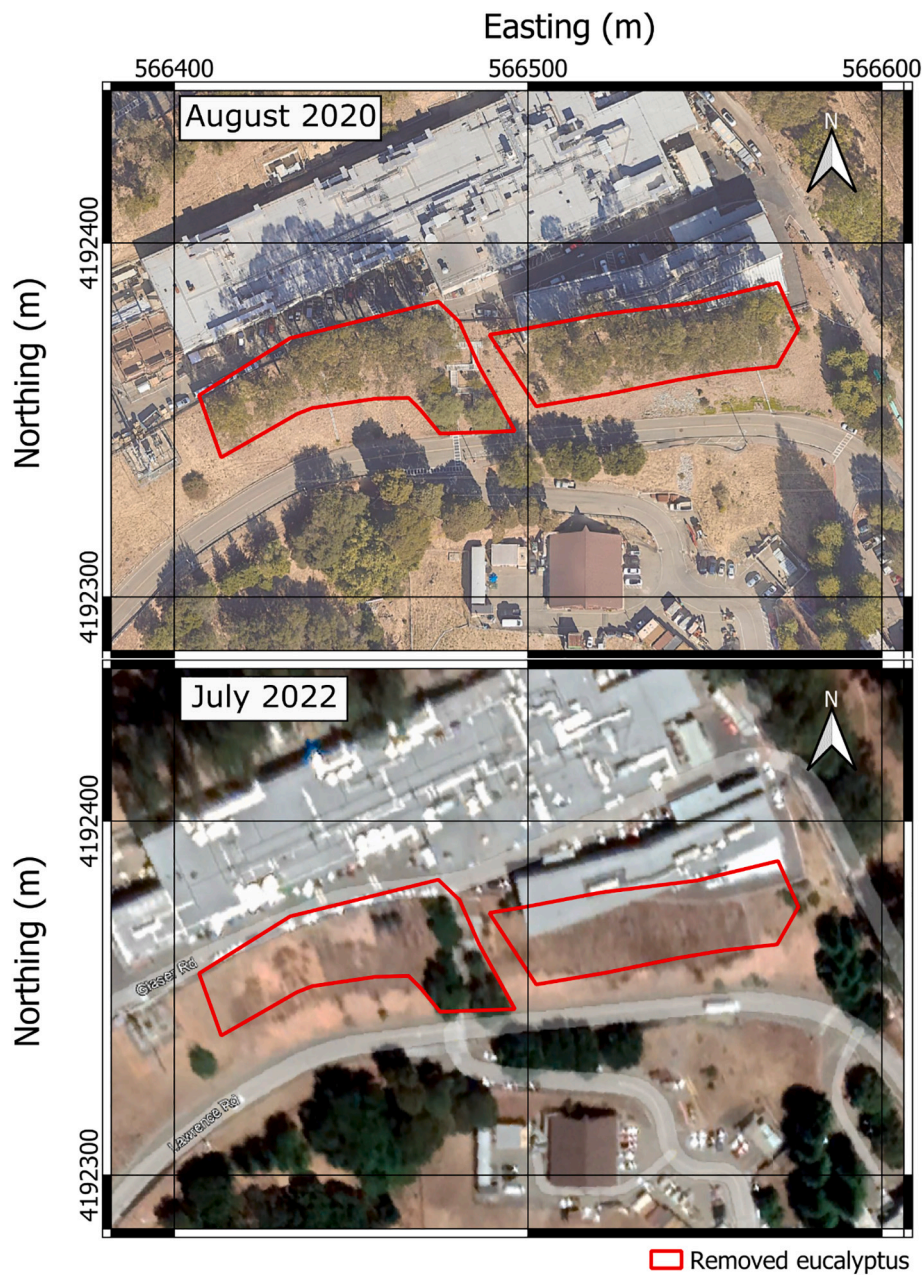 Easting (m)
566400 566500 566600
August 2020
N
4192400
Northing (m)
4192300
July 2022
N
4192400
Northing (m)
Glaser Rd
Lawrence Rd
4192300
Removed eucalyptus